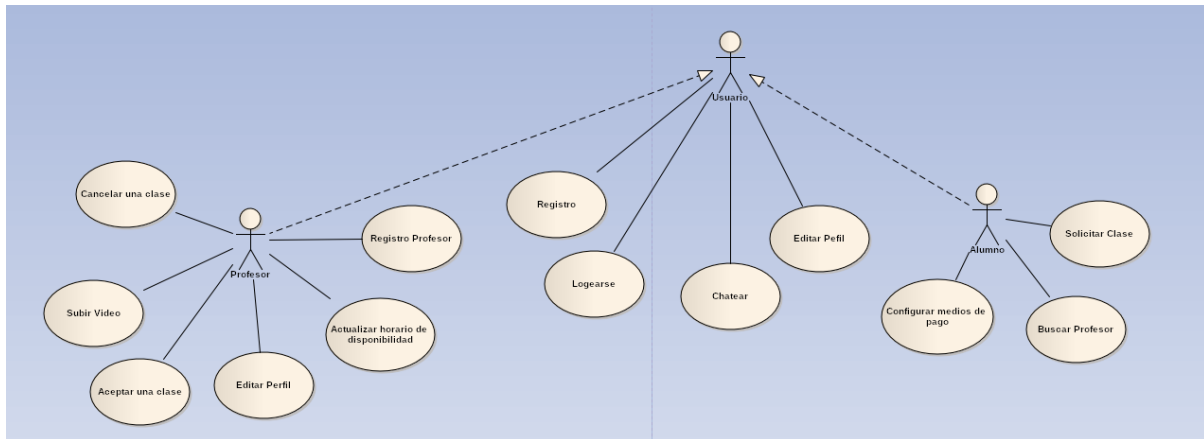 Usuario
Cancelar una clase
Registro
Registro Profesor
Editar Pefil
Solicitar Clase
Alumno
Profesor
Logearse
Chatear
Subir Video
Configurar medios de
pago
Actualizar horario de
disponibilidad
Buscar Profesor
Aceptar una clase
Editar Perfil